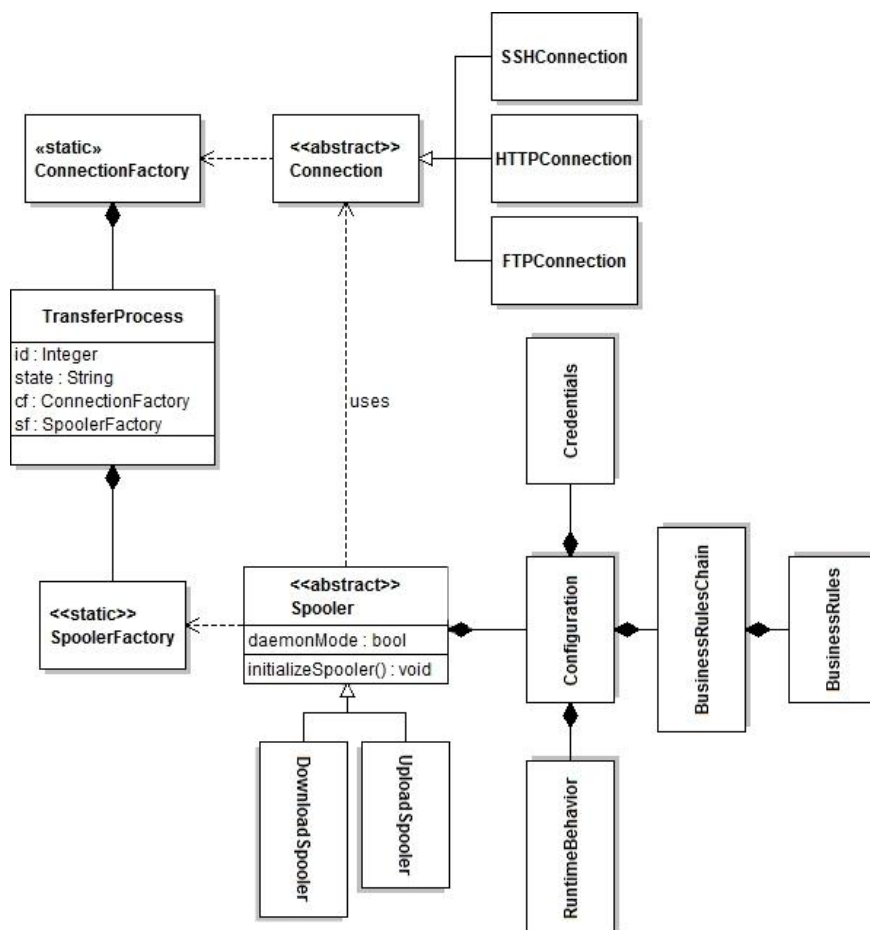 SSHConnection
«static»
ConnectionFactory
<<abstract>>
Connection
HTTPConnection
FTPConnection
TransferProcess
id : Integer
state : String
cf : ConnectionFactory
sf : SpoolerFactory
uses
Credentials
<<static>>
SpoolerFactory
<<abstract>>
Spooler
daemonMode : bool
initializeSpooler() : void
Configuration
BusinessRulesChain
BusinessRules
DownloadSpooler
UploadSpooler
RuntimeBehavior